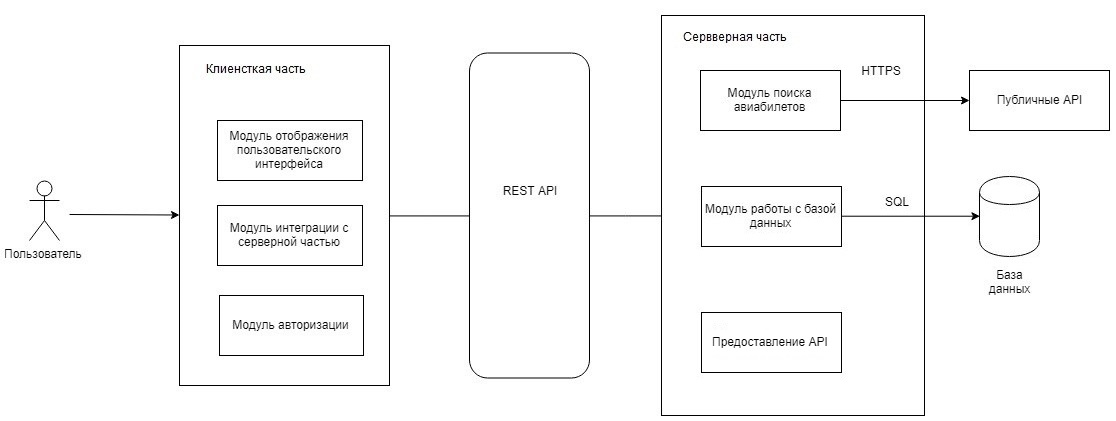 Пользователь
Клиенсткая часть
Модуль отображения
пользовательского
интерфейса
Модуль интеграции с
серверной частью
Модуль авторизации
REST API
Сервверная часть
Модуль поиска
авиабилетов
HTTPS
Публичные API
Модуль работы с базой
данных
SQL
База
данных
Предоставление API